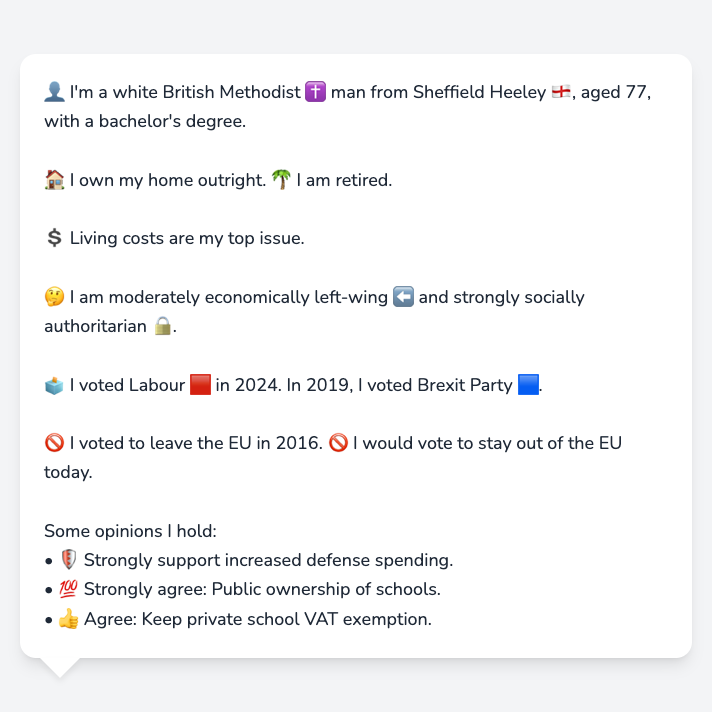 👤 I'm a white British Methodist ✝️ man from Sheffield Heeley 🏴󠁧󠁢󠁥󠁮󠁧󠁿, aged 77,
with a bachelor's degree.
🏠 I own my home outright. 🌴 I am retired.
💲 Living costs are my top issue.
🤔 I am moderately economically left-wing ⬅️ and strongly socially
authoritarian 🔒.
🗳️ I voted Labour 🟥 in 2024. In 2019, I voted Brexit Party 🟦.
🚫 I voted to leave the EU in 2016. 🚫 I would vote to stay out of the EU
today.
Some opinions I hold:
• 🛡️ Strongly support increased defense spending.
• 💯 Strongly agree: Public ownership of schools.
• 👍 Agree: Keep private school VAT exemption.